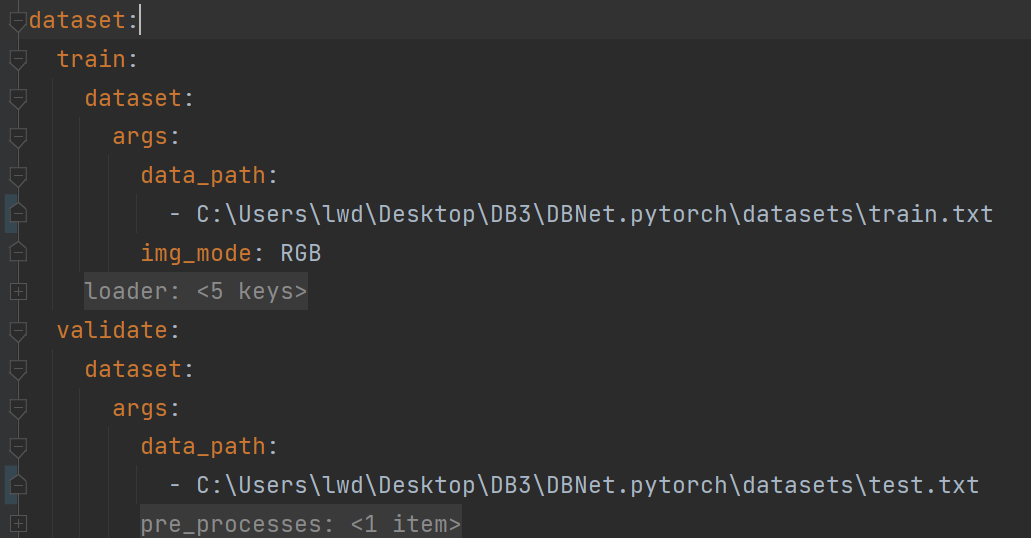 dataset:
train:
dataset:
args:
data_path:
- C:\Users\lwd\Desktop\DB3\DBNet.pytorch\datasets\train.txt
img_mode: RGB
loader: <5 keys>
validate:
dataset:
args:
data_path:
- C:\Users\lwd\Desktop\DB3\DBNet.pytorch\datasets\test.txt
pre_processes: <1 item>